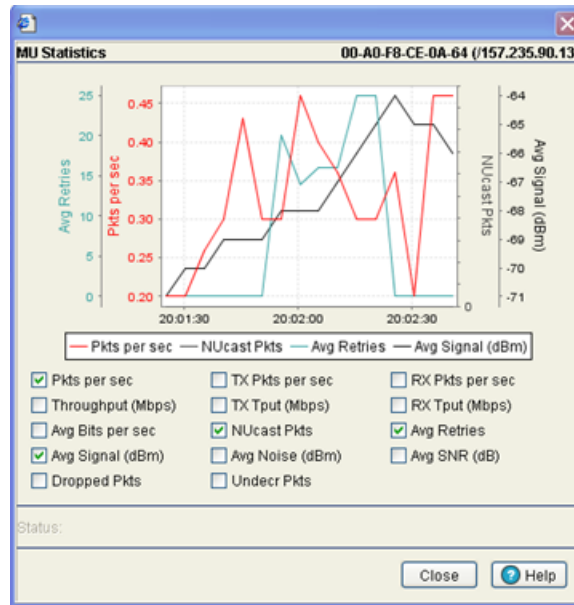 MU Statistics 00-A0-F8-CE-0A-64 (/157.235.90.13
25 0.45 -64
20 0.40 -65
-66
15 0.35 -67
10 0.30 -68
-69
5 0.25 -70
0 0.20 0 -71
Avg Retries
Pkts per sec
NUcast Pkts
Avg Signal (dBm)
20:01:30 20:02:00 20:02:30
Pkts per sec NUcast Pkts Avg Retries Avg Signal (dBm)
Pkts per sec TX Pkts per sec RX Pkts per sec
Throughput (Mbps) TX Tput (Mbps) RX Tput (Mbps)
Avg Bits per sec NUcast Pkts Avg Retries
Avg Signal (dBm) Avg Noise (dBm) Avg SNR (dB)
Dropped Pkts Undecr Pkts
Status:
Close ? Help